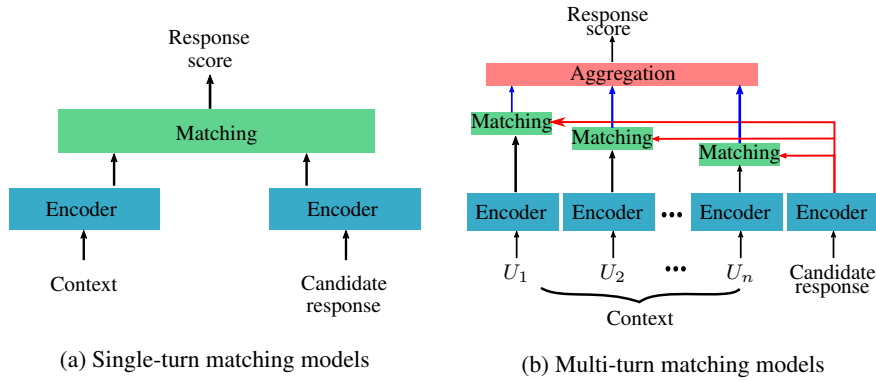 Response
score
Matching
Encoder
Encoder
Context
Candidate
response
(a) Single-turn matching models
Response
score
Aggregation
Matching
Matching
Matching
Encoder
Encoder
•••
Encoder
Encoder
U1
U2
•••
Un
Candidate
response
Context
(b) Multi-turn matching models